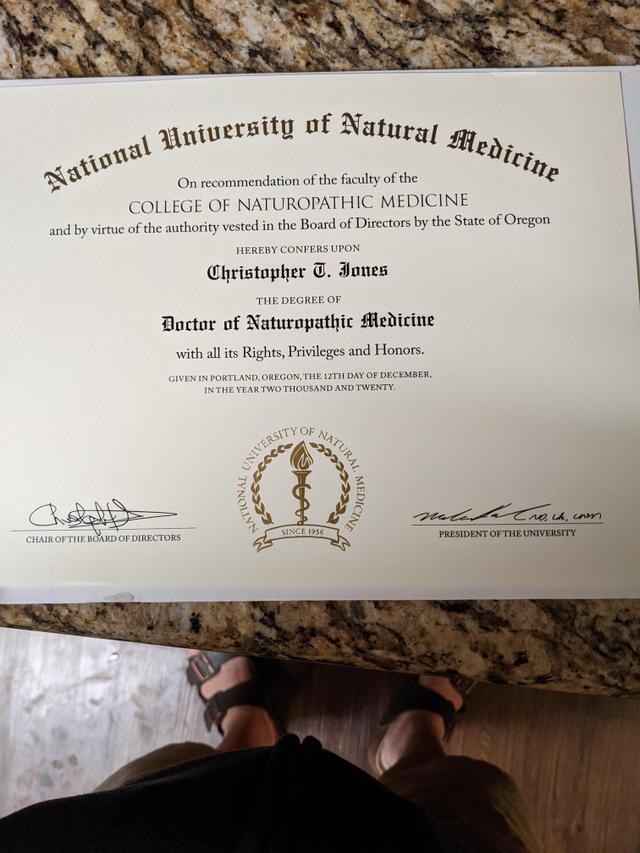 National University of Natural Medicine
On recommendation of the faculty of the
COLLEGE OF NATUROPATHIC MEDICINE
and by virtue of the authority vested in the Board of Directors by the State of Oregon
HEREBY CONFERS UPON
Christopher T. Jones
THE DEGREE OF
Doctor of Naturopathic Medicine
with all its Rights, Privileges and Honors.
GIVEN IN PORTLAND, OREGON, THE 12TH DAY OF DECEMBER,
IN THE YEAR TWO THOUSAND AND TWENTY.
NATIONAL UNIVERSITY OF NATURAL MEDICINE
SINCE 1956
CHAIR OF THE BOARD OF DIRECTORS
ND, LAc,
PRESIDENT OF THE UNIVERSITY